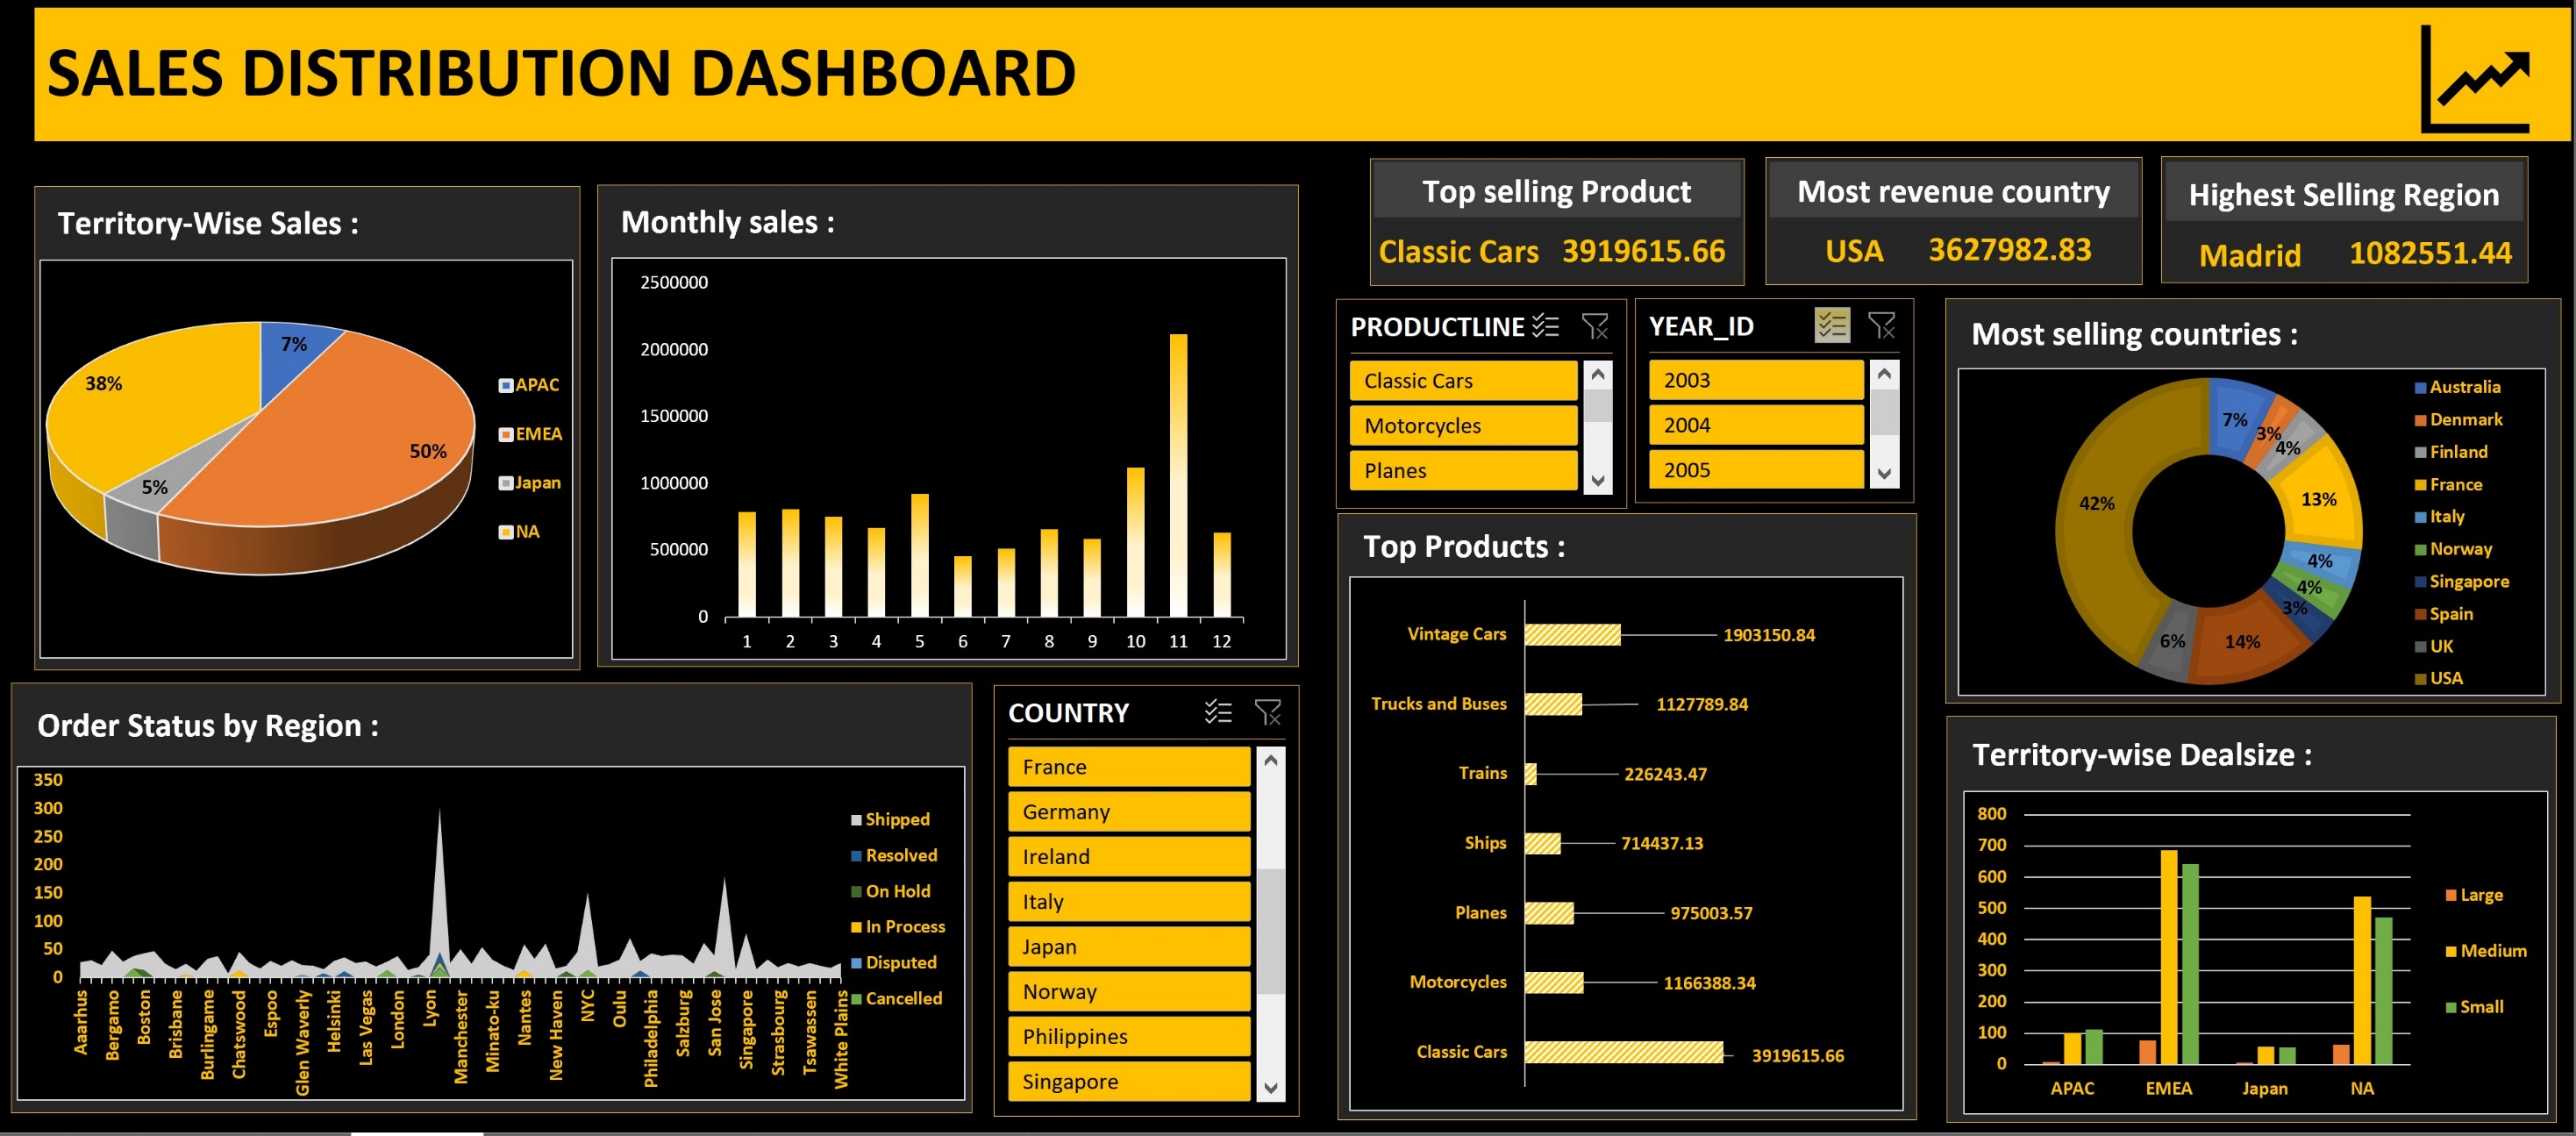 SALES DISTRIBUTION DASHBOARD
Territory-Wise Sales :
7%
38%
50%
5%
APAC
EMEA
Japan
NA
Monthly sales :
2500000
2000000
1500000
1000000
500000
0
1 2 3 4 5 6 7 8 9 10 11 12
Top selling Product
Classic Cars 3919615.66
Most revenue country
USA 3627982.83
Highest Selling Region
Madrid 1082551.44
PRODUCTLINE
Classic Cars
Motorcycles
Planes
YEAR_ID
2003
2004
2005
Most selling countries :
7%
3%
4%
13%
4%
4%
3%
14%
6%
42%
Australia
Denmark
Finland
France
Italy
Norway
Singapore
Spain
UK
USA
Order Status by Region :
350
300
250
200
150
100
50
0
Aaarhus
Bergamo
Boston
Brisbane
Burlingame
Chatswood
Espoo
Glen Waverly
Helsinki
Las Vegas
London
Lyon
Manchester
Minato-ku
Nantes
New Haven
NYC
Oulu
Philadelphia
Salzburg
San Jose
Singapore
Strasbourg
Tsawassen
White Plains
Shipped
Resolved
On Hold
In Process
Disputed
Cancelled
COUNTRY
France
Germany
Ireland
Italy
Japan
Norway
Philippines
Singapore
Top Products :
Vintage Cars 1903150.84
Trucks and Buses 1127789.84
Trains 226243.47
Ships 714437.13
Planes 975003.57
Motorcycles 1166388.34
Classic Cars 3919615.66
Territory-wise Dealsize :
800
700
600
500
400
300
200
100
0
APAC EMEA Japan NA
Large
Medium
Small